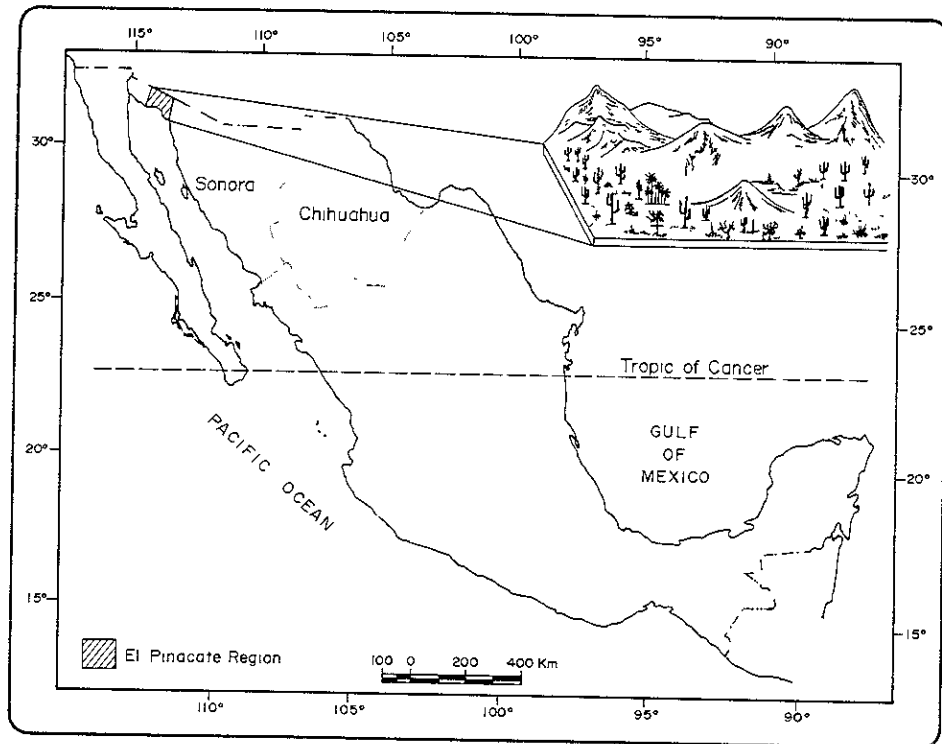 115° 110° 105° 100° 95° 90°
30°
30°
Sonora
Chihuahua
25°
25°
Tropic of Cancer
PACIFIC OCEAN
GULF
OF
MEXICO
20°
20°
15°
15°
El Pinacate Region
100 0 200 400 Km
110° 105° 100° 95° 90°